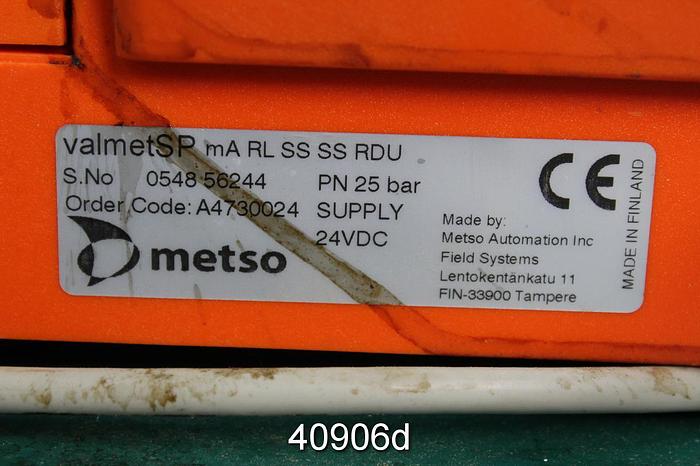 valmetSP mA RL SS SS RDU
S.No 0548 56244 PN 25 bar
Order Code: A4730024 SUPPLY
24VDC
metso
Made by:
Metso Automation Inc
Field Systems
Lentokentänkatu 11
FIN-33900 Tampere
CE
MADE IN FINLAND
40906d